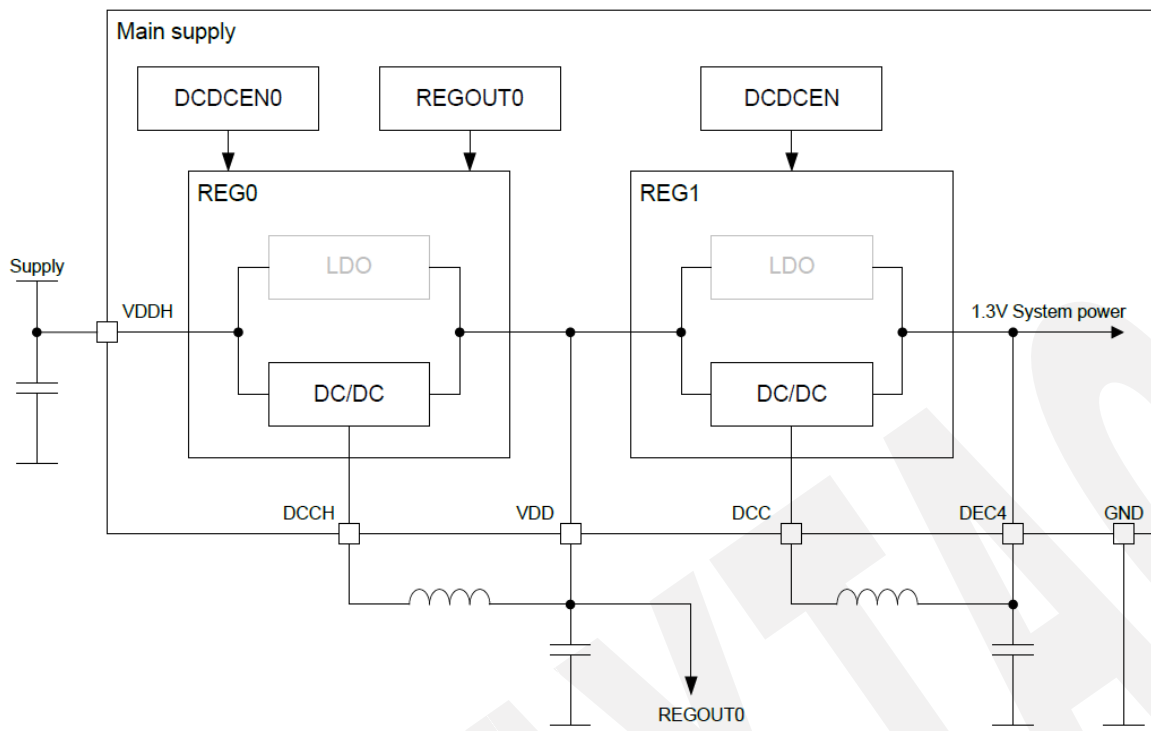 Main supply
DCDCEN0
REGOUT0
DCDCEN
REG0
REG1
LDO
LDO
Supply
VDDH
1.3V System power
DC/DC
DC/DC
DCCH
VDD
DCC
DEC4
GND
REGOUT0